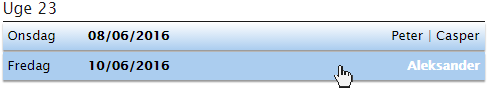 Uge 23
Onsdag 08/06/2016 Peter | Casper
Fredag 10/06/2016 Aleksander